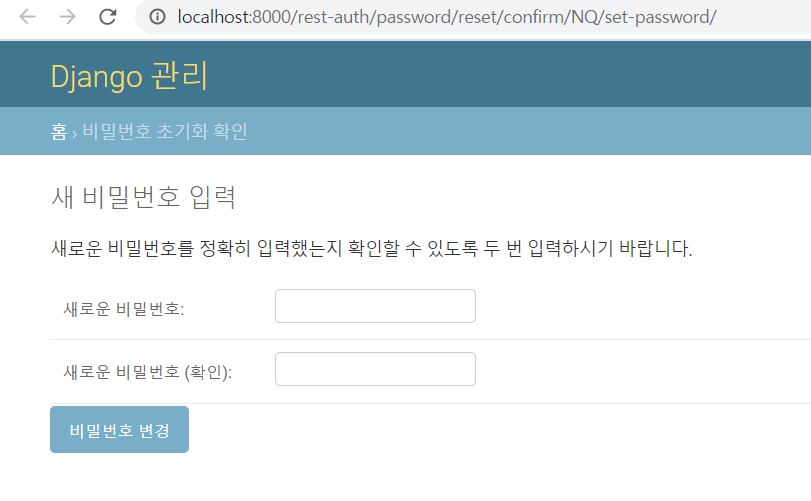 localhost:8000/rest-auth/password/reset/confirm/NQ/set-password/
Django 관리
홈 › 비밀번호 초기화 확인
새 비밀번호 입력
새로운 비밀번호를 정확히 입력했는지 확인할 수 있도록 두 번 입력하시기 바랍니다.
새로운 비밀번호:
새로운 비밀번호 (확인):
비밀번호 변경